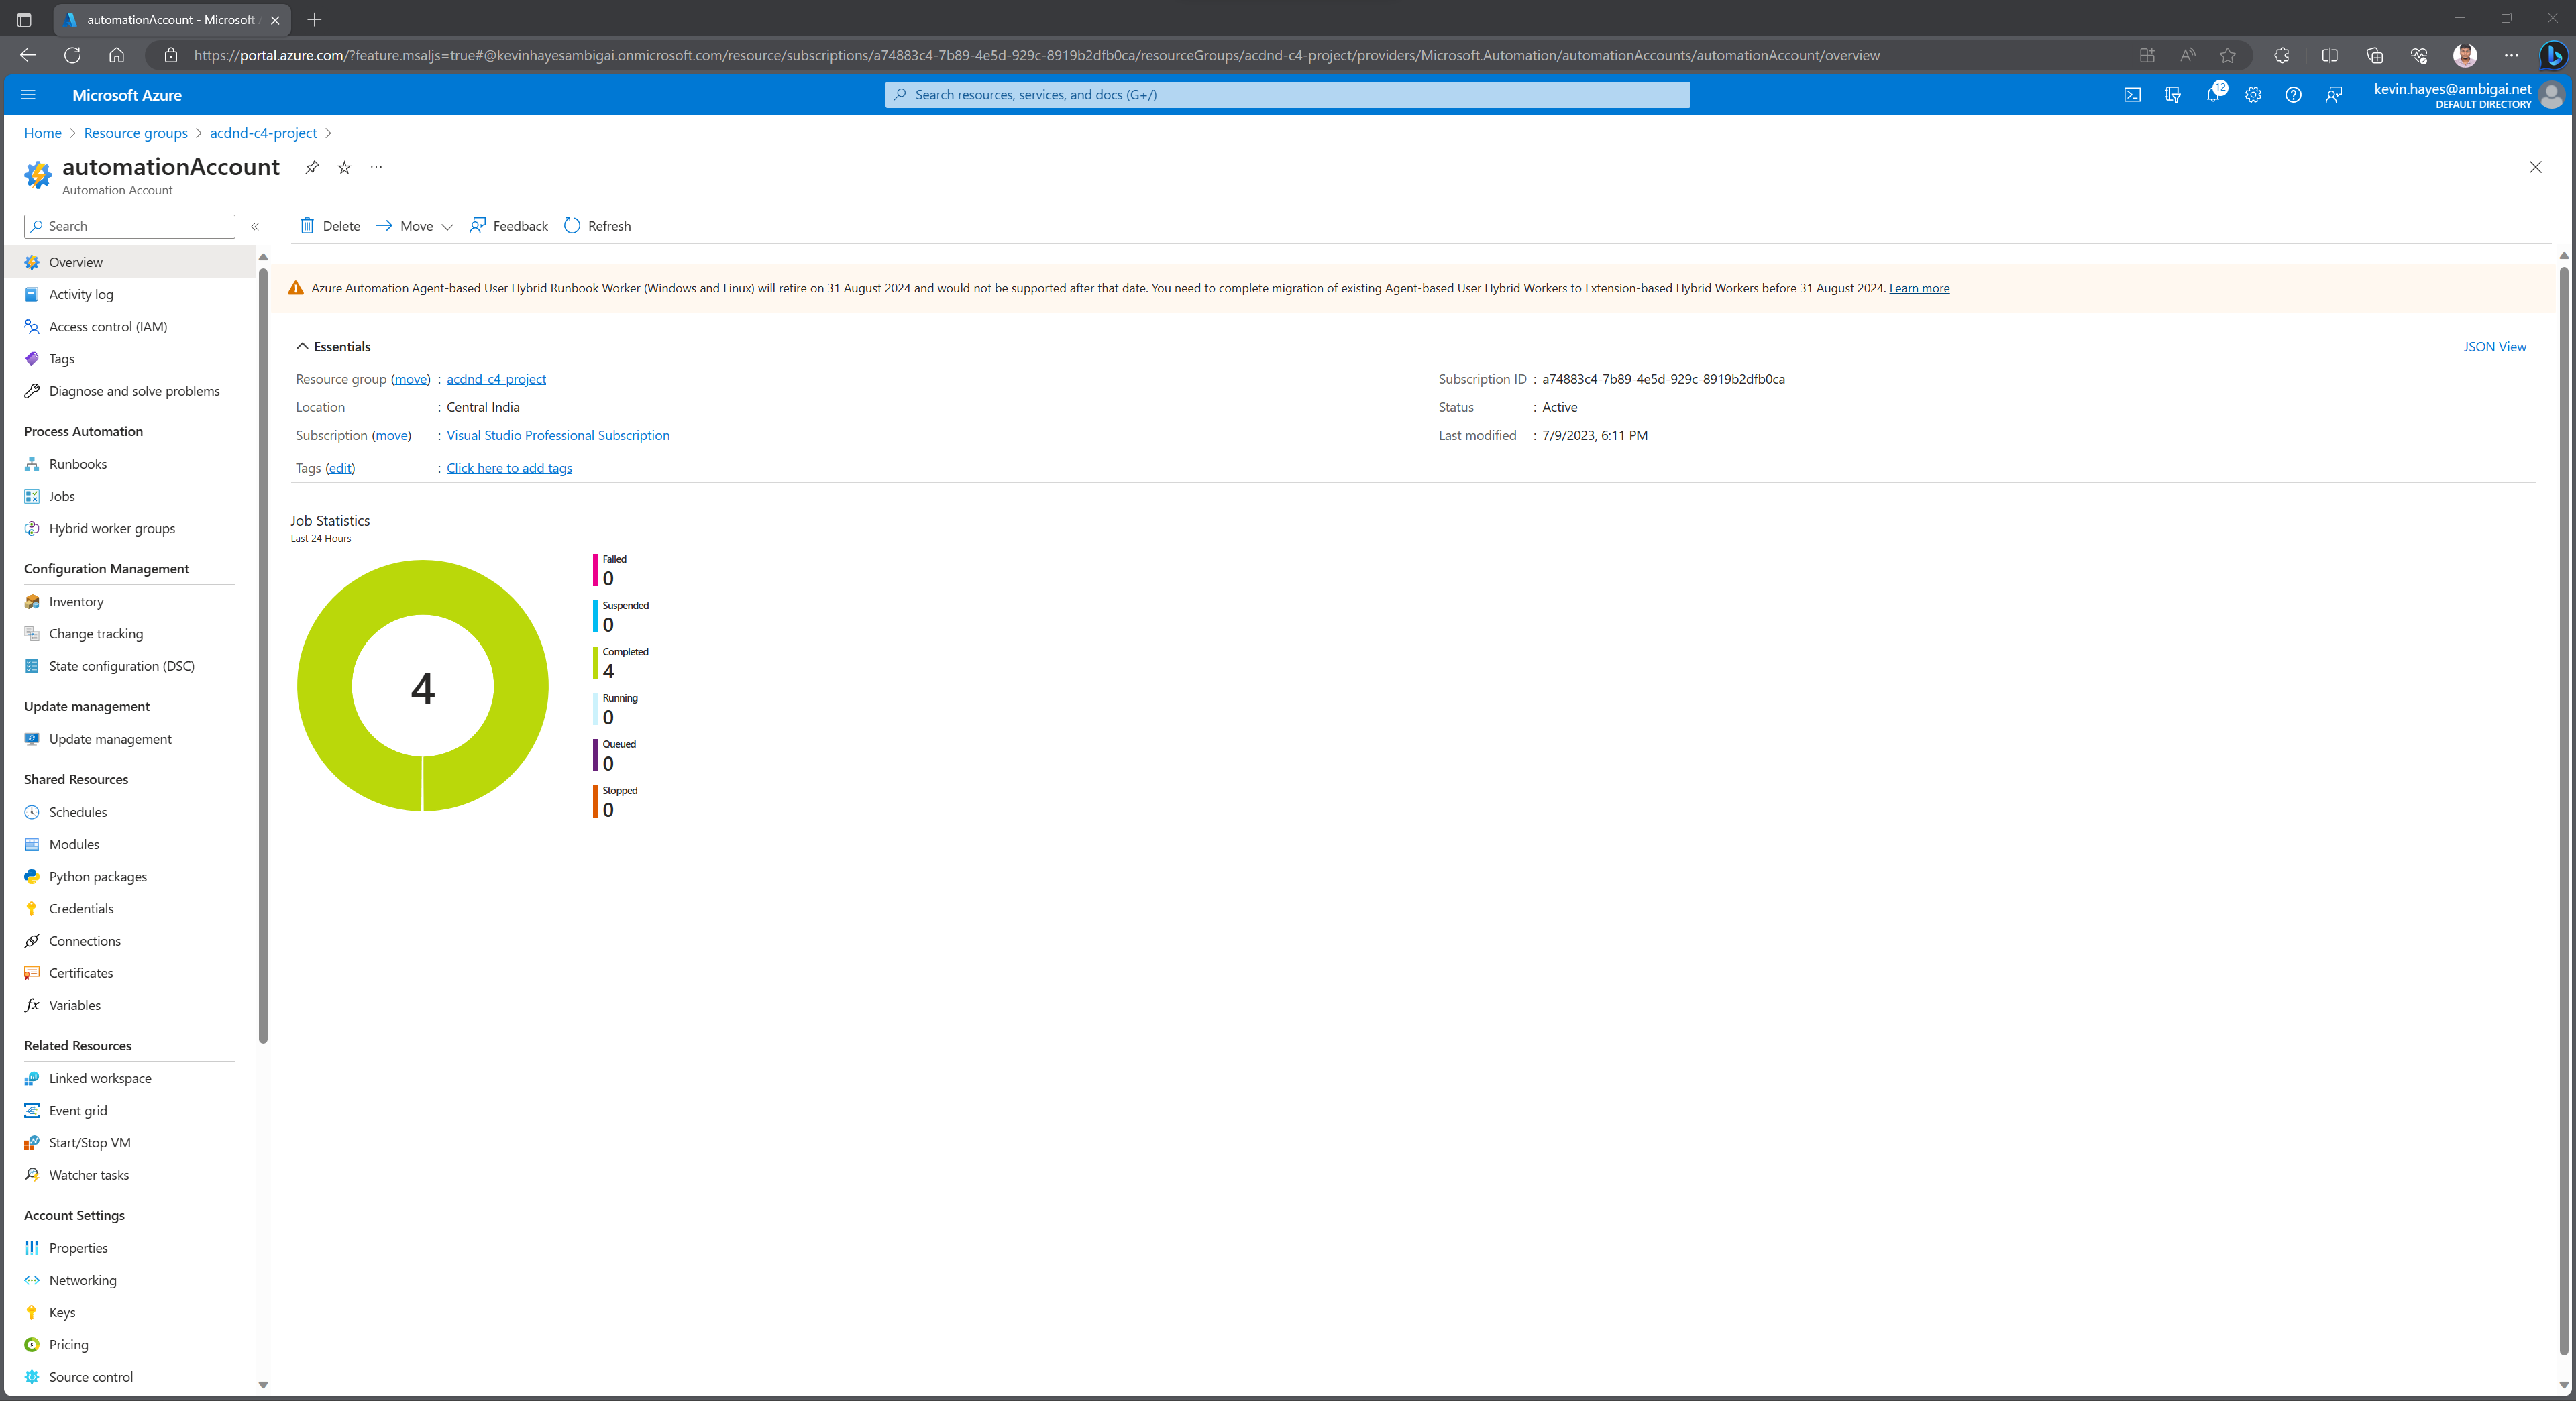 automationAccount - Microsoft A
https://portal.azure.com/?feature.msaljs=true#@kevinhayesambigai.onmicrosoft.com/resource/subscriptions/a74883c4-7b89-4e5d-929c-8919b2dfb0ca/resourceGroups/acdnd-c4-project/providers/Microsoft.Automation/automationAccounts/automationAccount/overview
Microsoft Azure
Search resources, services, and docs (G+/)
12
kevin.hayes@ambigai.net
DEFAULT DIRECTORY
Home > Resource groups > acdnd-c4-project >
automationAccount
Automation Account
Search
Delete Move Feedback Refresh
Overview
Activity log
Access control (IAM)
Tags
Diagnose and solve problems
Process Automation
Runbooks
Jobs
Hybrid worker groups
Configuration Management
Inventory
Change tracking
State configuration (DSC)
Update management
Update management
Shared Resources
Schedules
Modules
Python packages
Credentials
Connections
Certificates
Variables
Related Resources
Linked workspace
Event grid
Start/Stop VM
Watcher tasks
Account Settings
Properties
Networking
Keys
Pricing
Source control
Azure Automation Agent-based User Hybrid Runbook Worker (Windows and Linux) will retire on 31 August 2024 and would not be supported after that date. You need to complete migration of existing Agent-based User Hybrid Workers to Extension-based Hybrid Workers before 31 August 2024. Learn more
Essentials
JSON View
Resource group (move) : acdnd-c4-project
Location : Central India
Subscription (move) : Visual Studio Professional Subscription
Tags (edit) : Click here to add tags
Subscription ID : a74883c4-7b89-4e5d-929c-8919b2dfb0ca
Status : Active
Last modified : 7/9/2023, 6:11 PM
Job Statistics
Last 24 Hours
4
Failed
0
Suspended
0
Completed
4
Running
0
Queued
0
Stopped
0